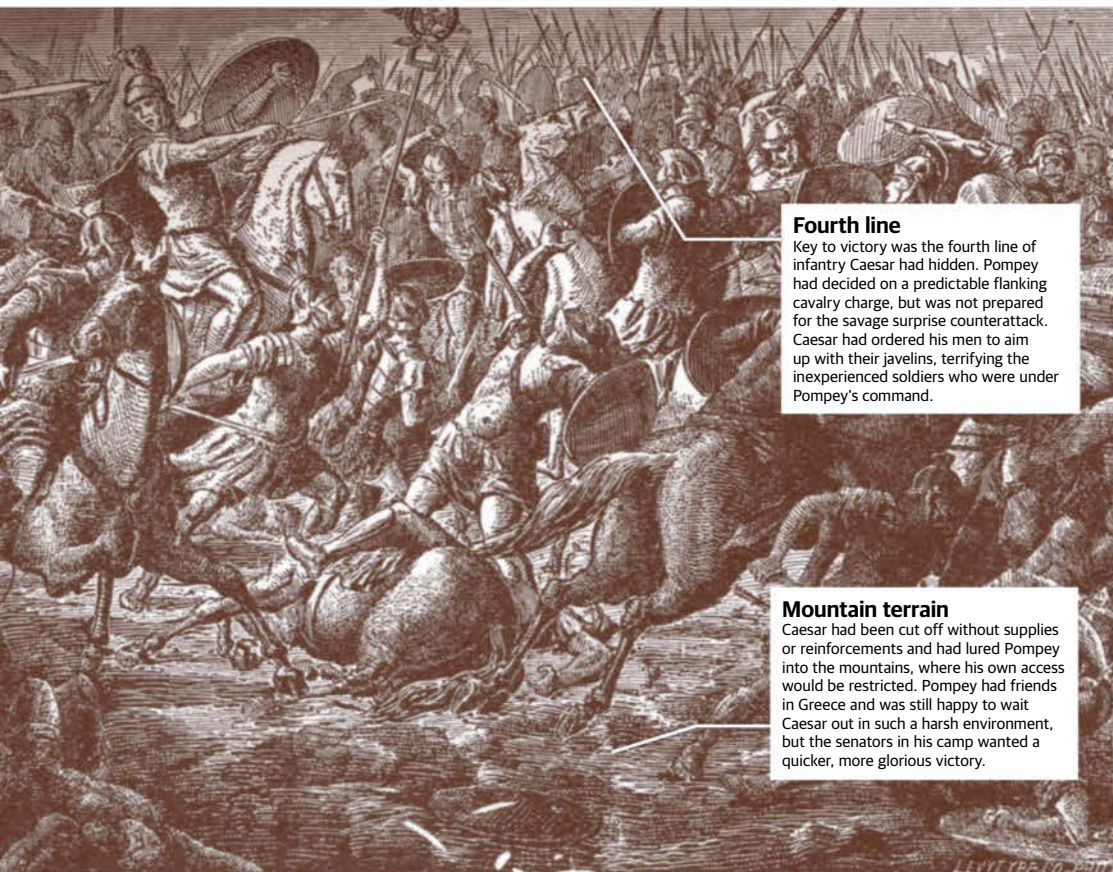 Fourth line
Key to victory was the fourth line of
infantry Caesar had hidden. Pompey
had decided on a predictable flanking
cavalry charge, but was not prepared
for the savage surprise counterattack.
Caesar had ordered his men to aim
up with their javelins, terrifying the
inexperienced soldiers who were under
Pompey's command.
Mountain terrain
Caesar had been cut off without supplies
or reinforcements and had lured Pompey
into the mountains, where his own access
would be restricted. Pompey had friends
in Greece and was still happy to wait
Caesar out in such a harsh environment,
but the senators in his camp wanted a
quicker, more glorious victory.